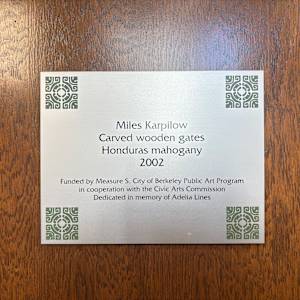 Miles Karpilow
Carved wooden gates
Honduras mahogany
2002
Funded by Measure S, City of Berkeley Public Art Program
in cooperation with the Civic Arts Commission
Dedicated in memory of Adelia Lines